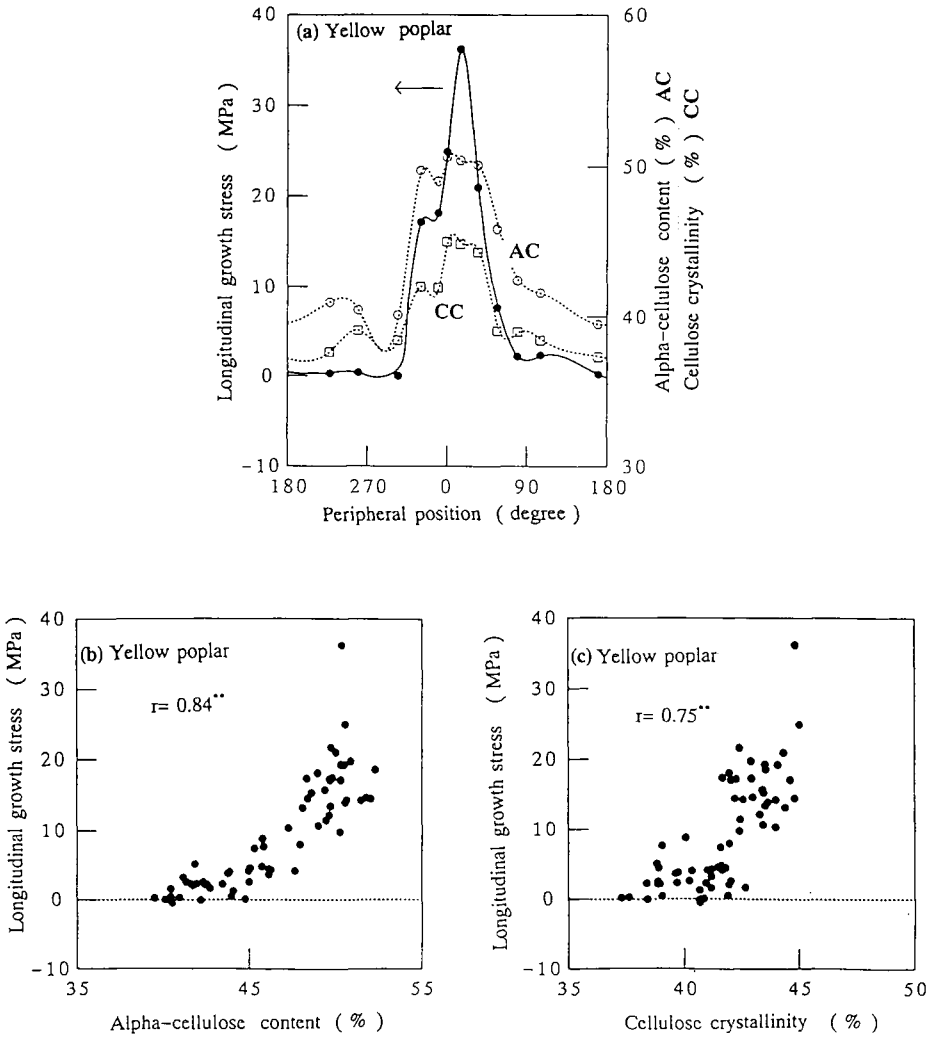 (a) Yellow poplar
Longitudinal growth stress ( MPa )
40
30
20
10
0
-10
60
50
40
30
Alpha-cellulose content ( % ) AC
Cellulose crystallinity ( % ) CC
AC
CC
180 270 0 90 180
Peripheral position ( degree )
(b) Yellow poplar
r= 0.84**
Longitudinal growth stress ( MPa )
40
30
20
10
0
-10
35 45 55
Alpha-cellulose content ( % )
(c) Yellow poplar
r= 0.75**
Longitudinal growth stress ( MPa )
40
30
20
10
0
-10
35 40 45 50
Cellulose crystallinity ( % )